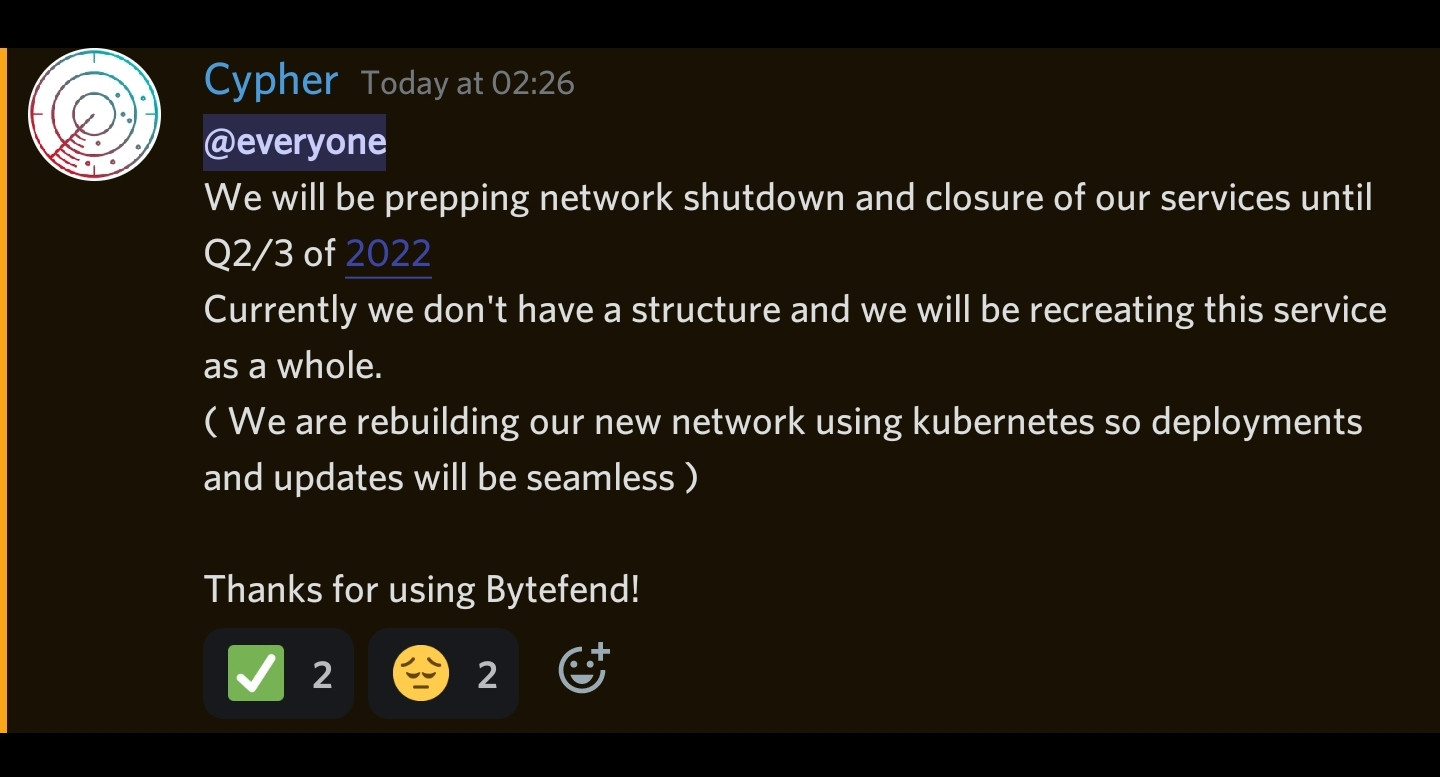 Cypher Today at 02:26
@everyone
We will be prepping network shutdown and closure of our services until
Q2/3 of 2022
Currently we don't have a structure and we will be recreating this service
as a whole.
( We are rebuilding our new network using kubernetes so deployments
and updates will be seamless )
Thanks for using Bytefend!
2 2